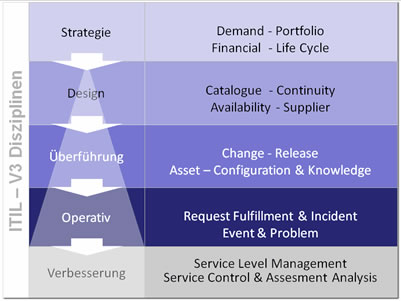 ITIL – V3 Disziplinen
Strategie
Demand - Portfolio
Financial - Life Cycle
Design
Catalogue - Continuity
Availability - Supplier
Überführung
Change - Release
Asset – Configuration & Knowledge
Operativ
Request Fulfillment & Incident
Event & Problem
Verbesserung
Service Level Management
Service Control & Assesment Analysis